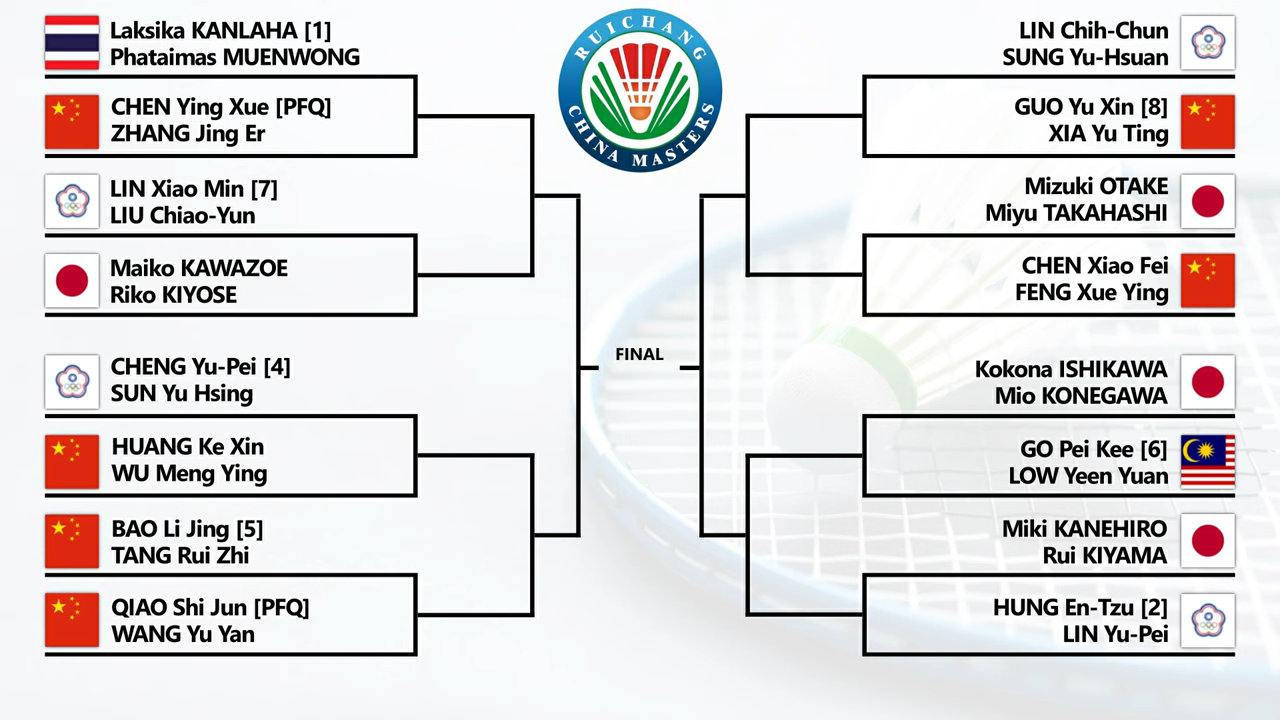 Laksika KANLAHA [1]
Phataimas MUENWONG
CHEN Ying Xue [PFQ]
ZHANG Jing Er
LIN Xiao Min [7]
LIU Chiao-Yun
Maiko KAWAZOE
Riko KIYOSE
CHENG Yu-Pei [4]
SUN Yu Hsing
HUANG Ke Xin
WU Meng Ying
BAO Li Jing [5]
TANG Rui Zhi
QIAO Shi Jun [PFQ]
WANG Yu Yan
RUICHANG
CHINA MASTERS
FINAL
LIN Chih-Chun
SUNG Yu-Hsuan
GUO Yu Xin [8]
XIA Yu Ting
Mizuki OTAKE
Miyu TAKAHASHI
CHEN Xiao Fei
FENG Xue Ying
Kokona ISHIKAWA
Mio KONEGAWA
GO Pei Kee [6]
LOW Yeen Yuan
Miki KANEHIRO
Rui KIYAMA
HUNG En-Tzu [2]
LIN Yu-Pei